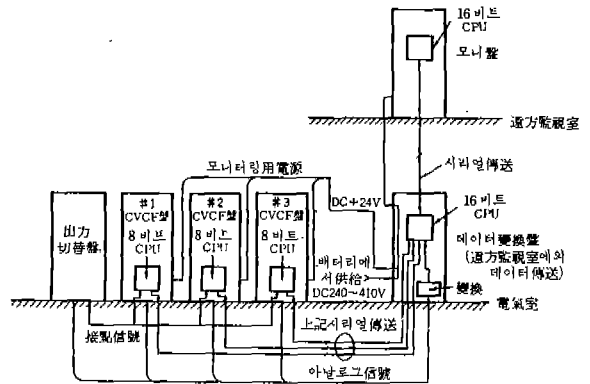 16비트
CPU
모니盤
遠方監視室
모니터링用電源
시리얼傳送
#1
CVCF盤
8비트
CPU
#2
CVCF盤
8비트
CPU
#3
CVCF盤
8비트
CPU
DC+24V
16비트
CPU
出力
切替盤
데이터變換盤
(遠方監視室에와
데이터傳送)
배터리에
서供給
DC240~410V
變換
電氣室
接點信號
上記시리얼傳送
아날로그信號